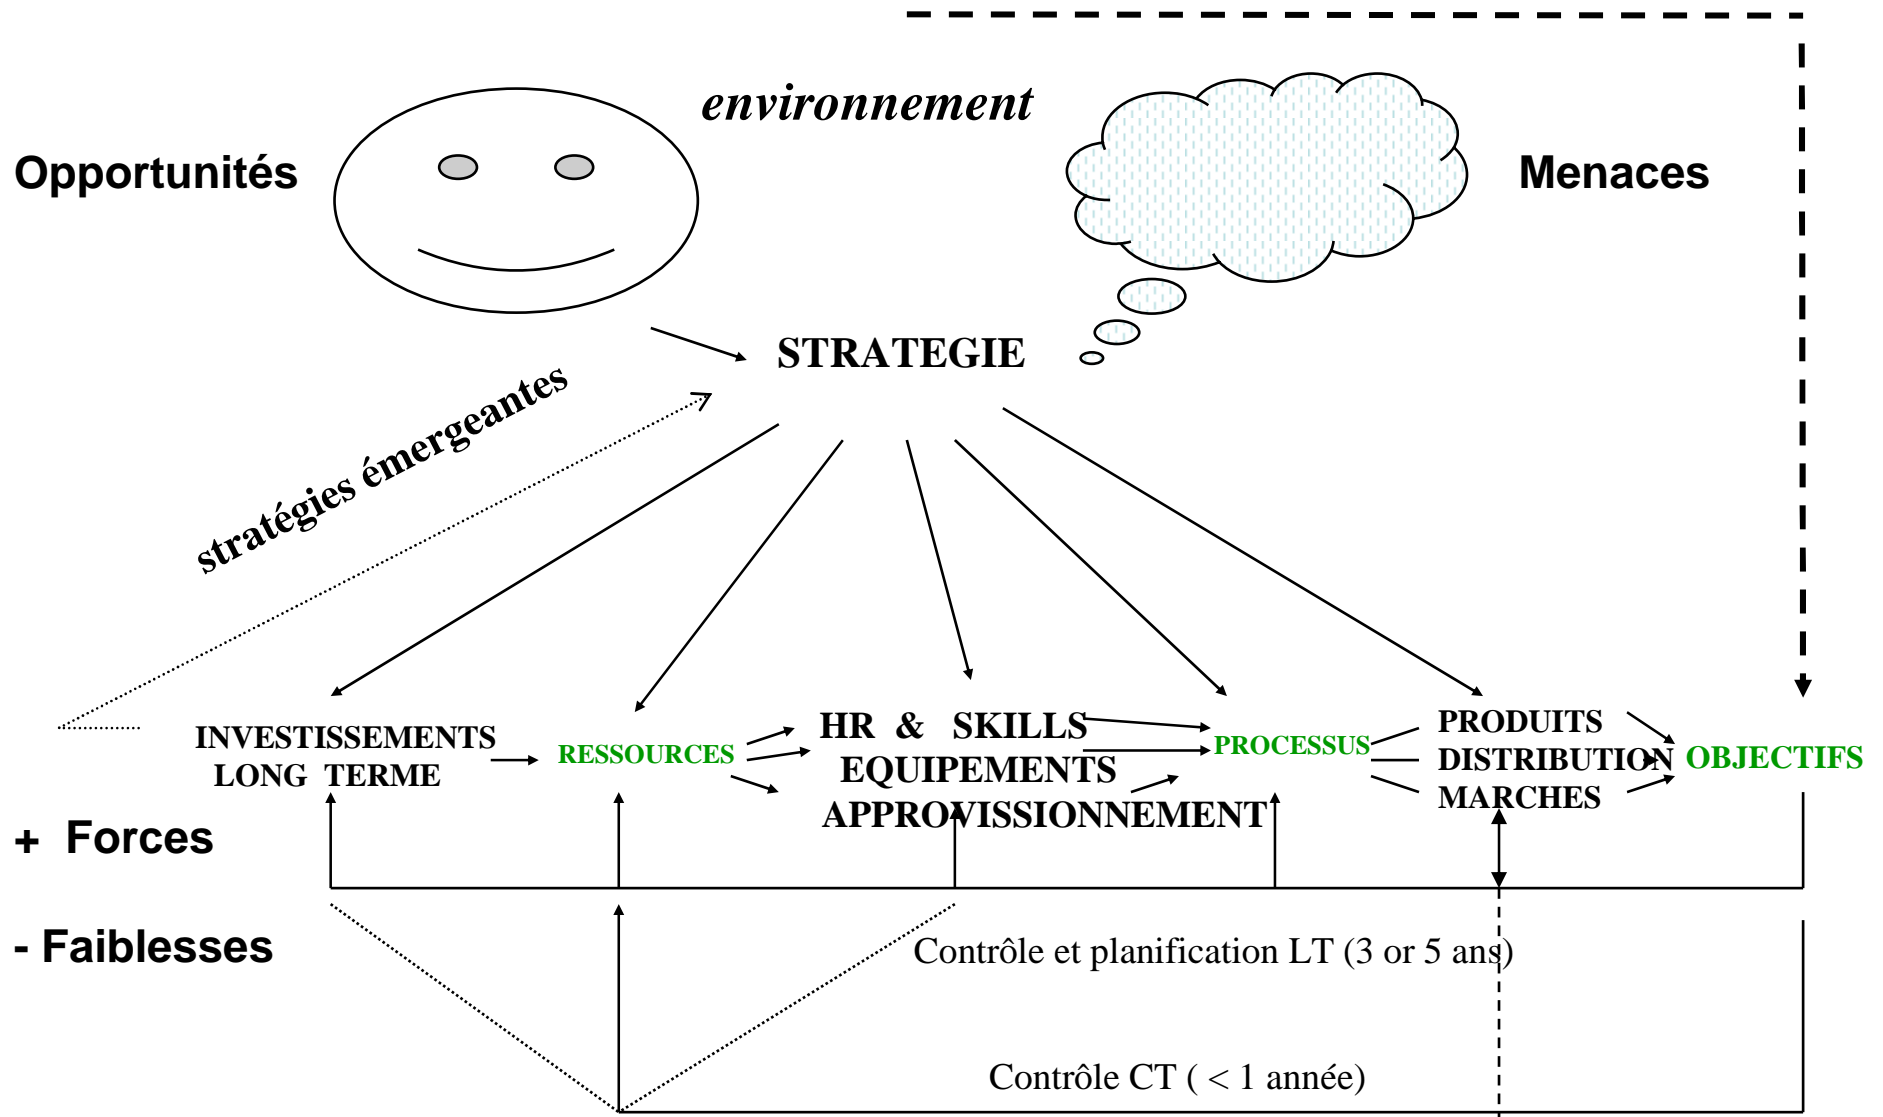 environnement
Opportunités
Menaces
STRATEGIE
stratégies émergeantes
INVESTISSEMENTS
LONG TERME
RESSOURCES
HR & SKILLS
EQUIPEMENTS
APPROVISSIONNEMENT
PROCESSUS
PRODUITS
DISTRIBUTION
MARCHES
OBJECTIFS
+ Forces
- Faiblesses
Contrôle et planification LT (3 or 5 ans)
Contrôle CT ( < 1 année)